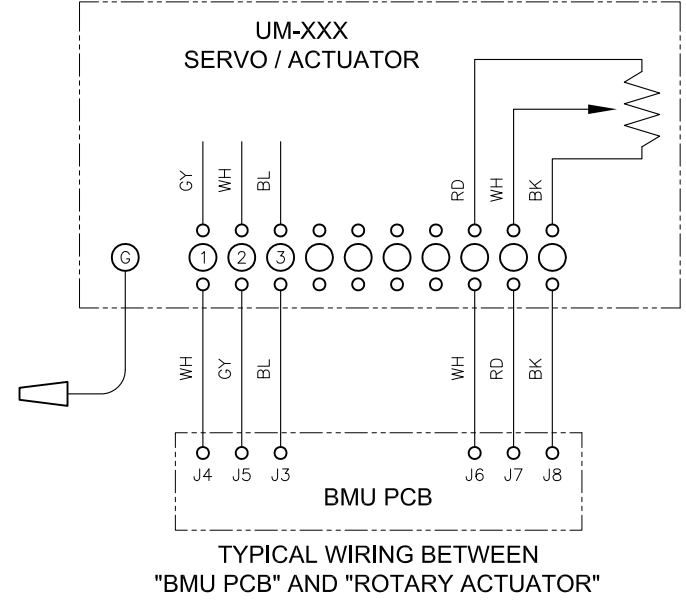 UM-XXX
SERVO / ACTUATOR
GY WH BL RD WH BK
G 1 2 3
WH GY BL WH RD BK
J4 J5 J3 J6 J7 J8
BMU PCB
TYPICAL WIRING BETWEEN
"BMU PCB" AND "ROTARY ACTUATOR"